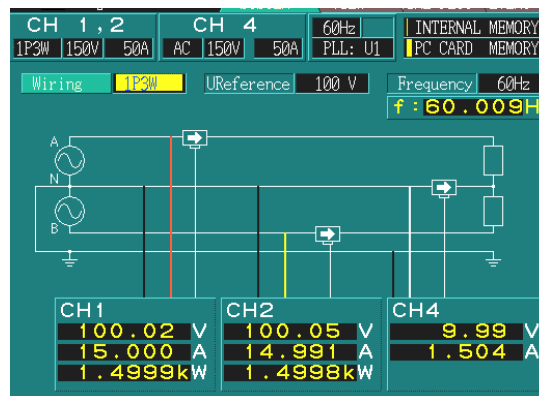 CH 1,2 CH 4 60Hz INTERNAL MEMORY
1P3W 150V 50A AC 150V 50A PLL: U1 PC CARD MEMORY
Wiring 1P3W UReference 100 V Frequency 60Hz
f:60.009H
A
N
B
CH1 CH2 CH4
100.02 V 100.05 V 9.99 V
15.000 A 14.991 A 1.504 A
1.4999kW 1.4998kW